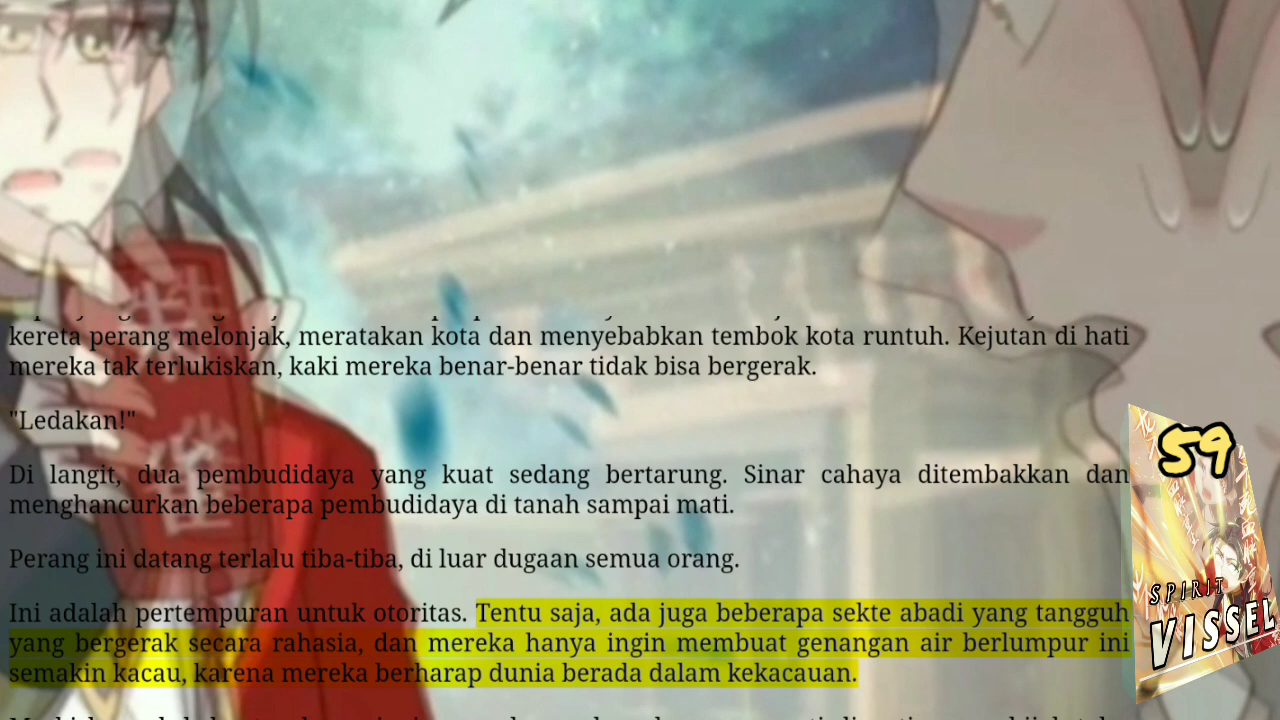 kereta perang melonjak, meratakan kota dan menyebabkan tembok kota runtuh. Kejutan di hati
mereka tak terlukiskan, kaki mereka benar-benar tidak bisa bergerak.
"Ledakan!"
Di langit, dua pembudidaya yang kuat sedang bertarung. Sinar cahaya ditembakkan dan
menghancurkan beberapa pembudidaya di tanah sampai mati.
Perang ini datang terlalu tiba-tiba, di luar dugaan semua orang.
Ini adalah pertempuran untuk otoritas. Tentu saja, ada juga beberapa sekte abadi yang tangguh
yang bergerak secara rahasia, dan mereka hanya ingin membuat genangan air berlumpur ini
semakin kacau, karena mereka berharap dunia berada dalam kekacauan.
59
SPIRIT
VISSEL